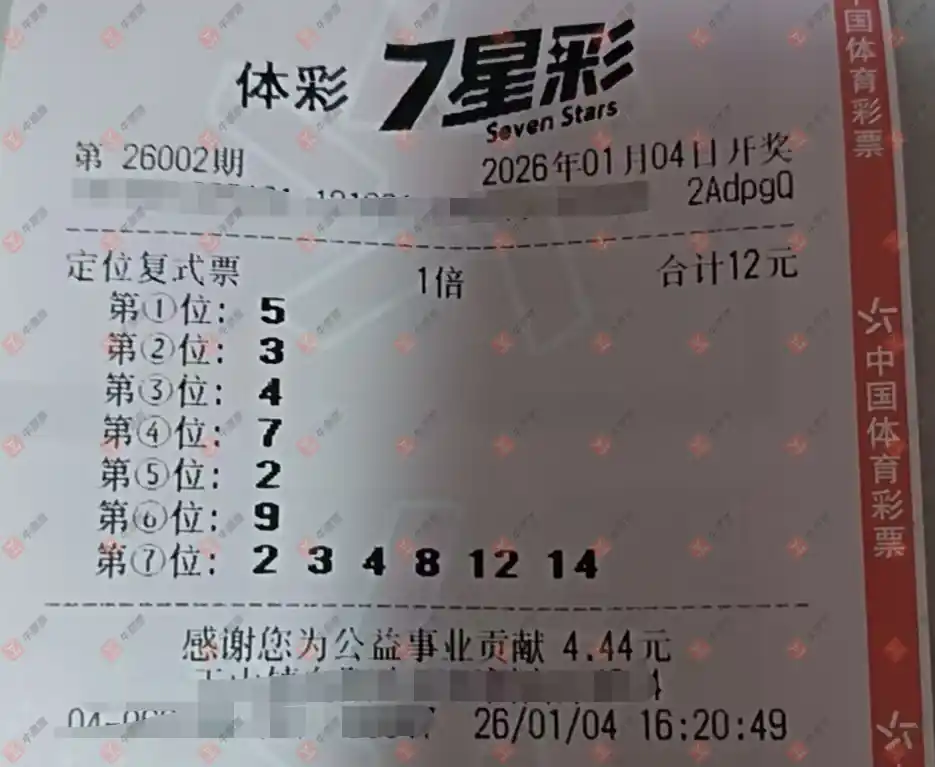 体彩 7星彩
Seven Stars
第 26002期 2026年01月04日开奖
2AdpgQ
定位复式票 1倍 合计12元
第①位: 5
第②位: 3
第③位: 4
第④位: 7
第⑤位: 2
第⑥位: 9
第⑦位: 2 3 4 8 12 14
感谢您为公益事业贡献 4.44元
26/01/04 16:20:49
中国体育彩票
中国体育彩票